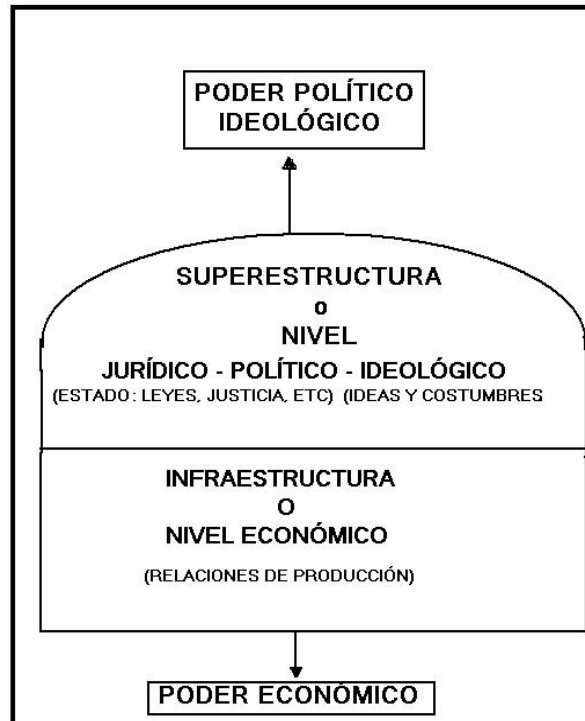 PODER POLÍTICO
IDEOLÓGICO
SUPERESTRUCTURA
o
NIVEL
JURÍDICO - POLÍTICO - IDEOLÓGICO
(ESTADO: LEYES, JUSTICIA, ETC) (IDEAS Y COSTUMBRES
INFRAESTRUCTURA
O
NIVEL ECONÓMICO
(RELACIONES DE PRODUCCIÓN)
PODER ECONÓMICO